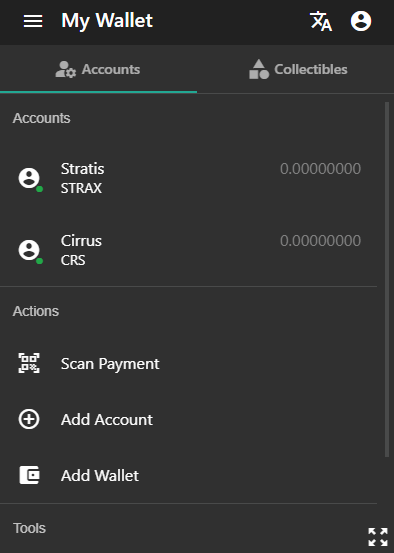 My Wallet
Accounts
Collectibles
Accounts
Stratis
0.00000000
STRAX
Cirrus
0.00000000
CRS
Actions
Scan Payment
Add Account
Add Wallet
Tools